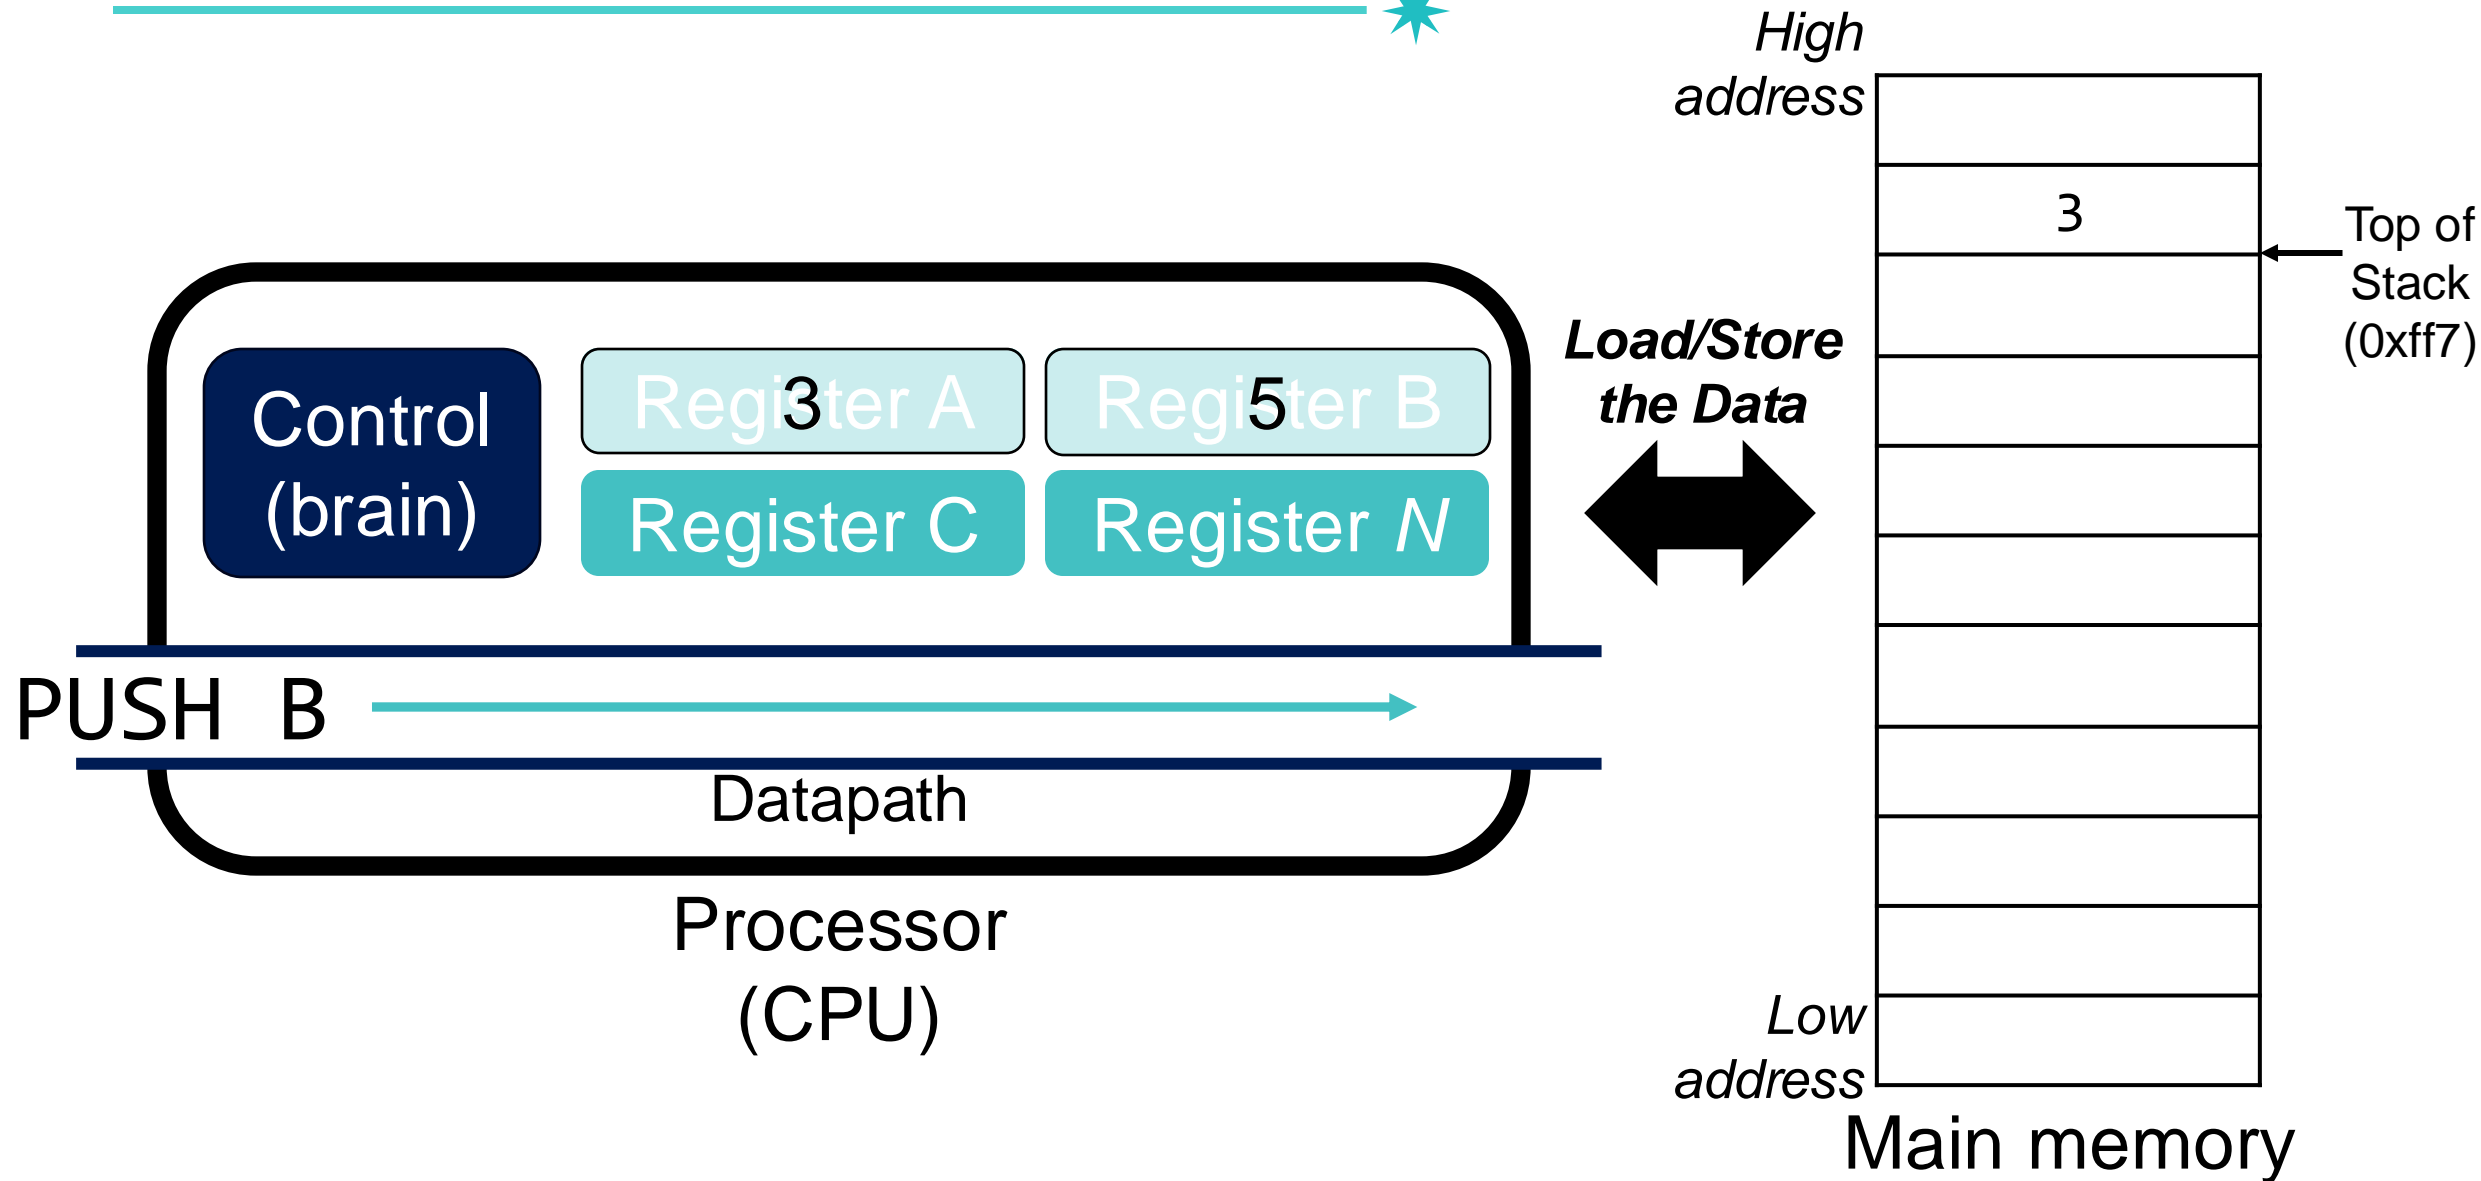 High
address
3
Top of
Stack
(0xff7)
Load/Store
the Data
Control
(brain)
Register A
3
Register B
5
Register C
Register N
PUSH B
Datapath
Processor
(CPU)
Low
address
Main memory